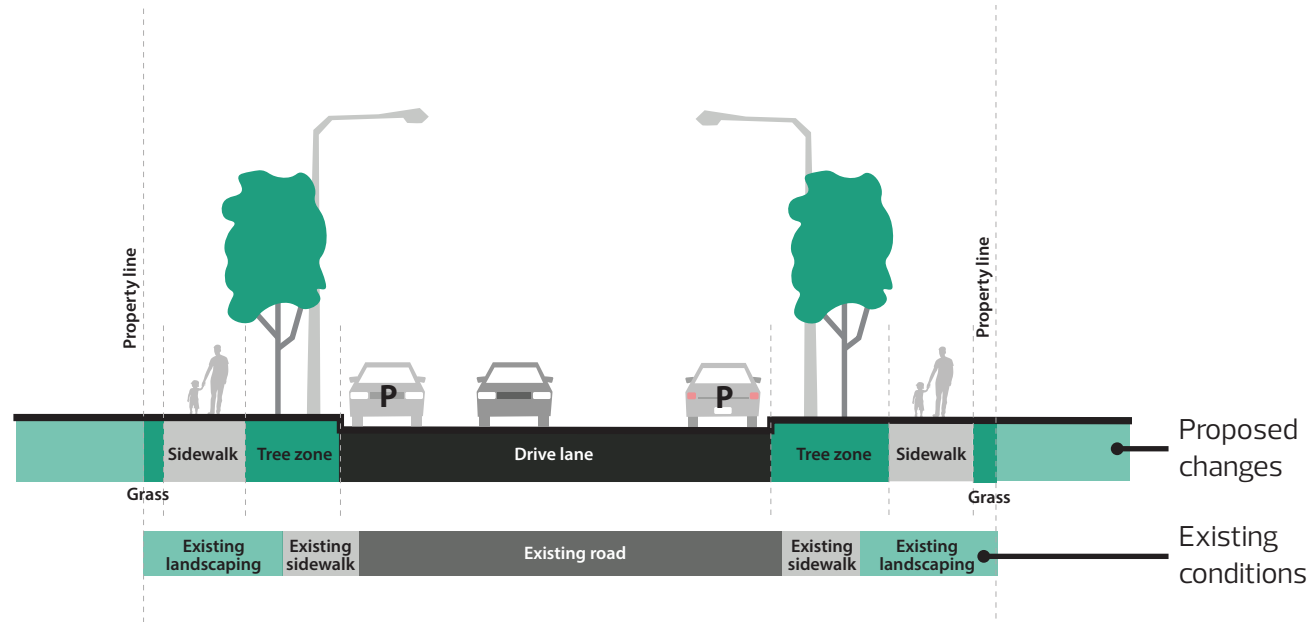 Property line
Property line
P
P
Sidewalk
Tree zone
Drive lane
Tree zone
Sidewalk
Proposed
changes
Grass
Grass
Existing
landscaping
Existing
sidewalk
Existing road
Existing
sidewalk
Existing
landscaping
Existing
conditions